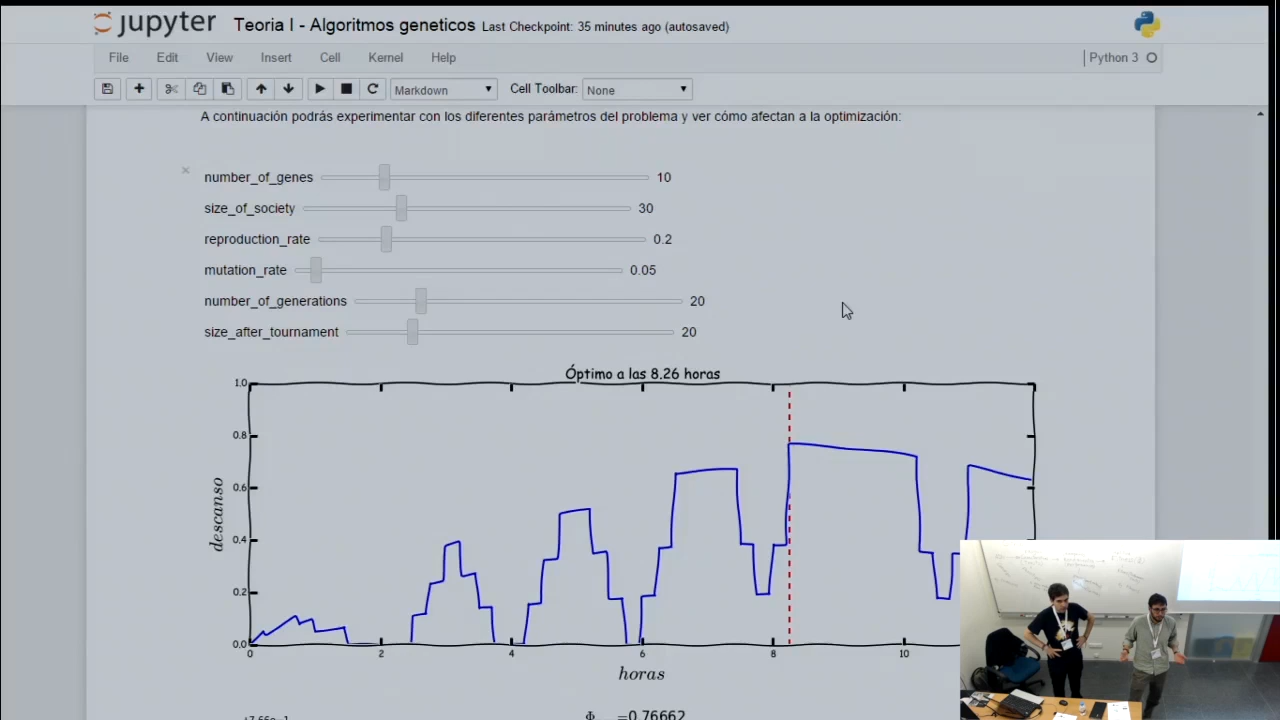 jupyter Teoria I - Algoritmos geneticos Last Checkpoint: 35 minutes ago (autosaved)
File Edit View Insert Cell Kernel Help Python 3
Markdown Cell Toolbar: None
A continuación podrás experimentar con los diferentes parámetros del problema y ver cómo afectan a la optimización:
× number_of_genes 10
size_of_society 30
reproduction_rate 0.2
mutation_rate 0.05
number_of_generations 20
size_after_tournament 20
Óptimo a las 8.26 horas
1.0
0.8
0.6
0.4
0.2
0.0
descanso
0 2 4 6 8 10
horas
=0.76662